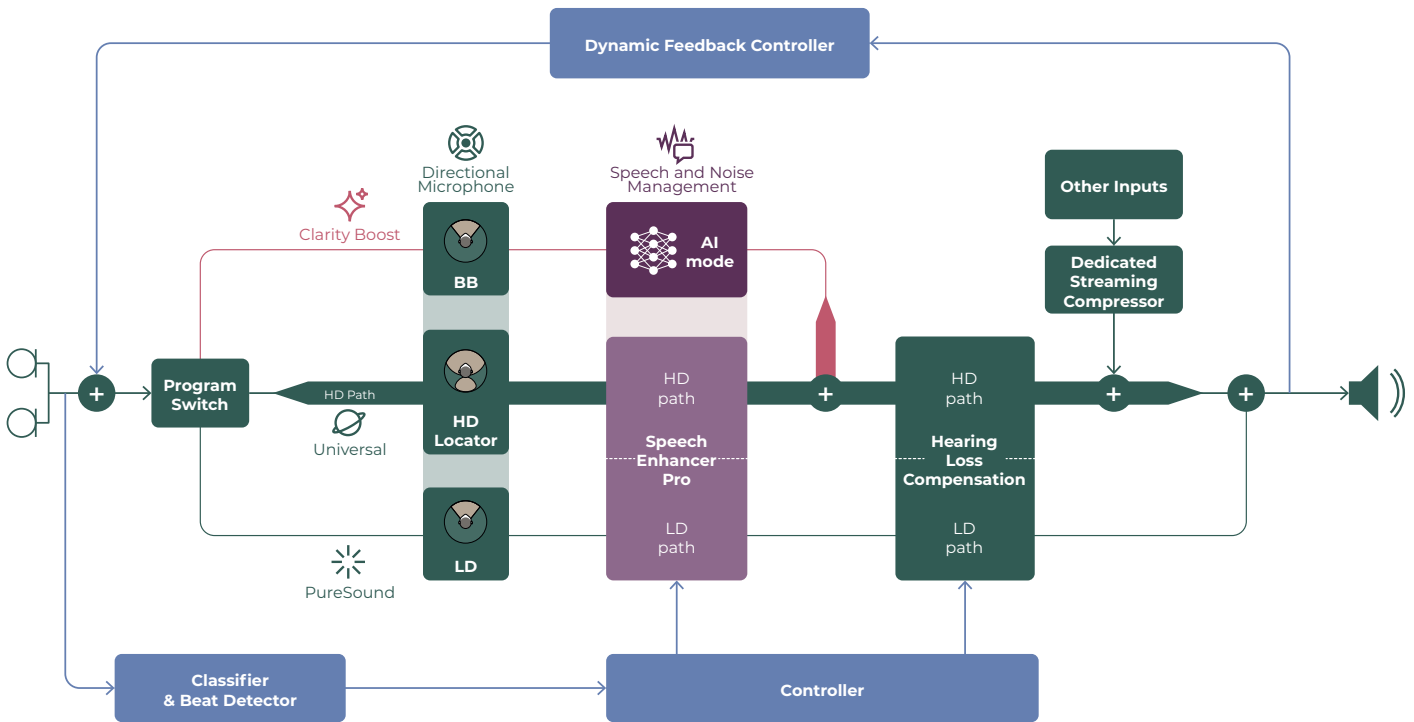 Dynamic Feedback Controller
Directional
Microphone
Speech and Noise
Management
Other Inputs
Clarity Boost
BB
AI
mode
Dedicated
Streaming
Compressor
+
Program
Switch
HD Path
Universal
HD
Locator
HD
path
Speech
Enhancer
Pro
LD
path
+
HD
path
Hearing
Loss
Compensation
LD
path
+
+
PureSound
LD
Classifier
& Beat Detector
Controller